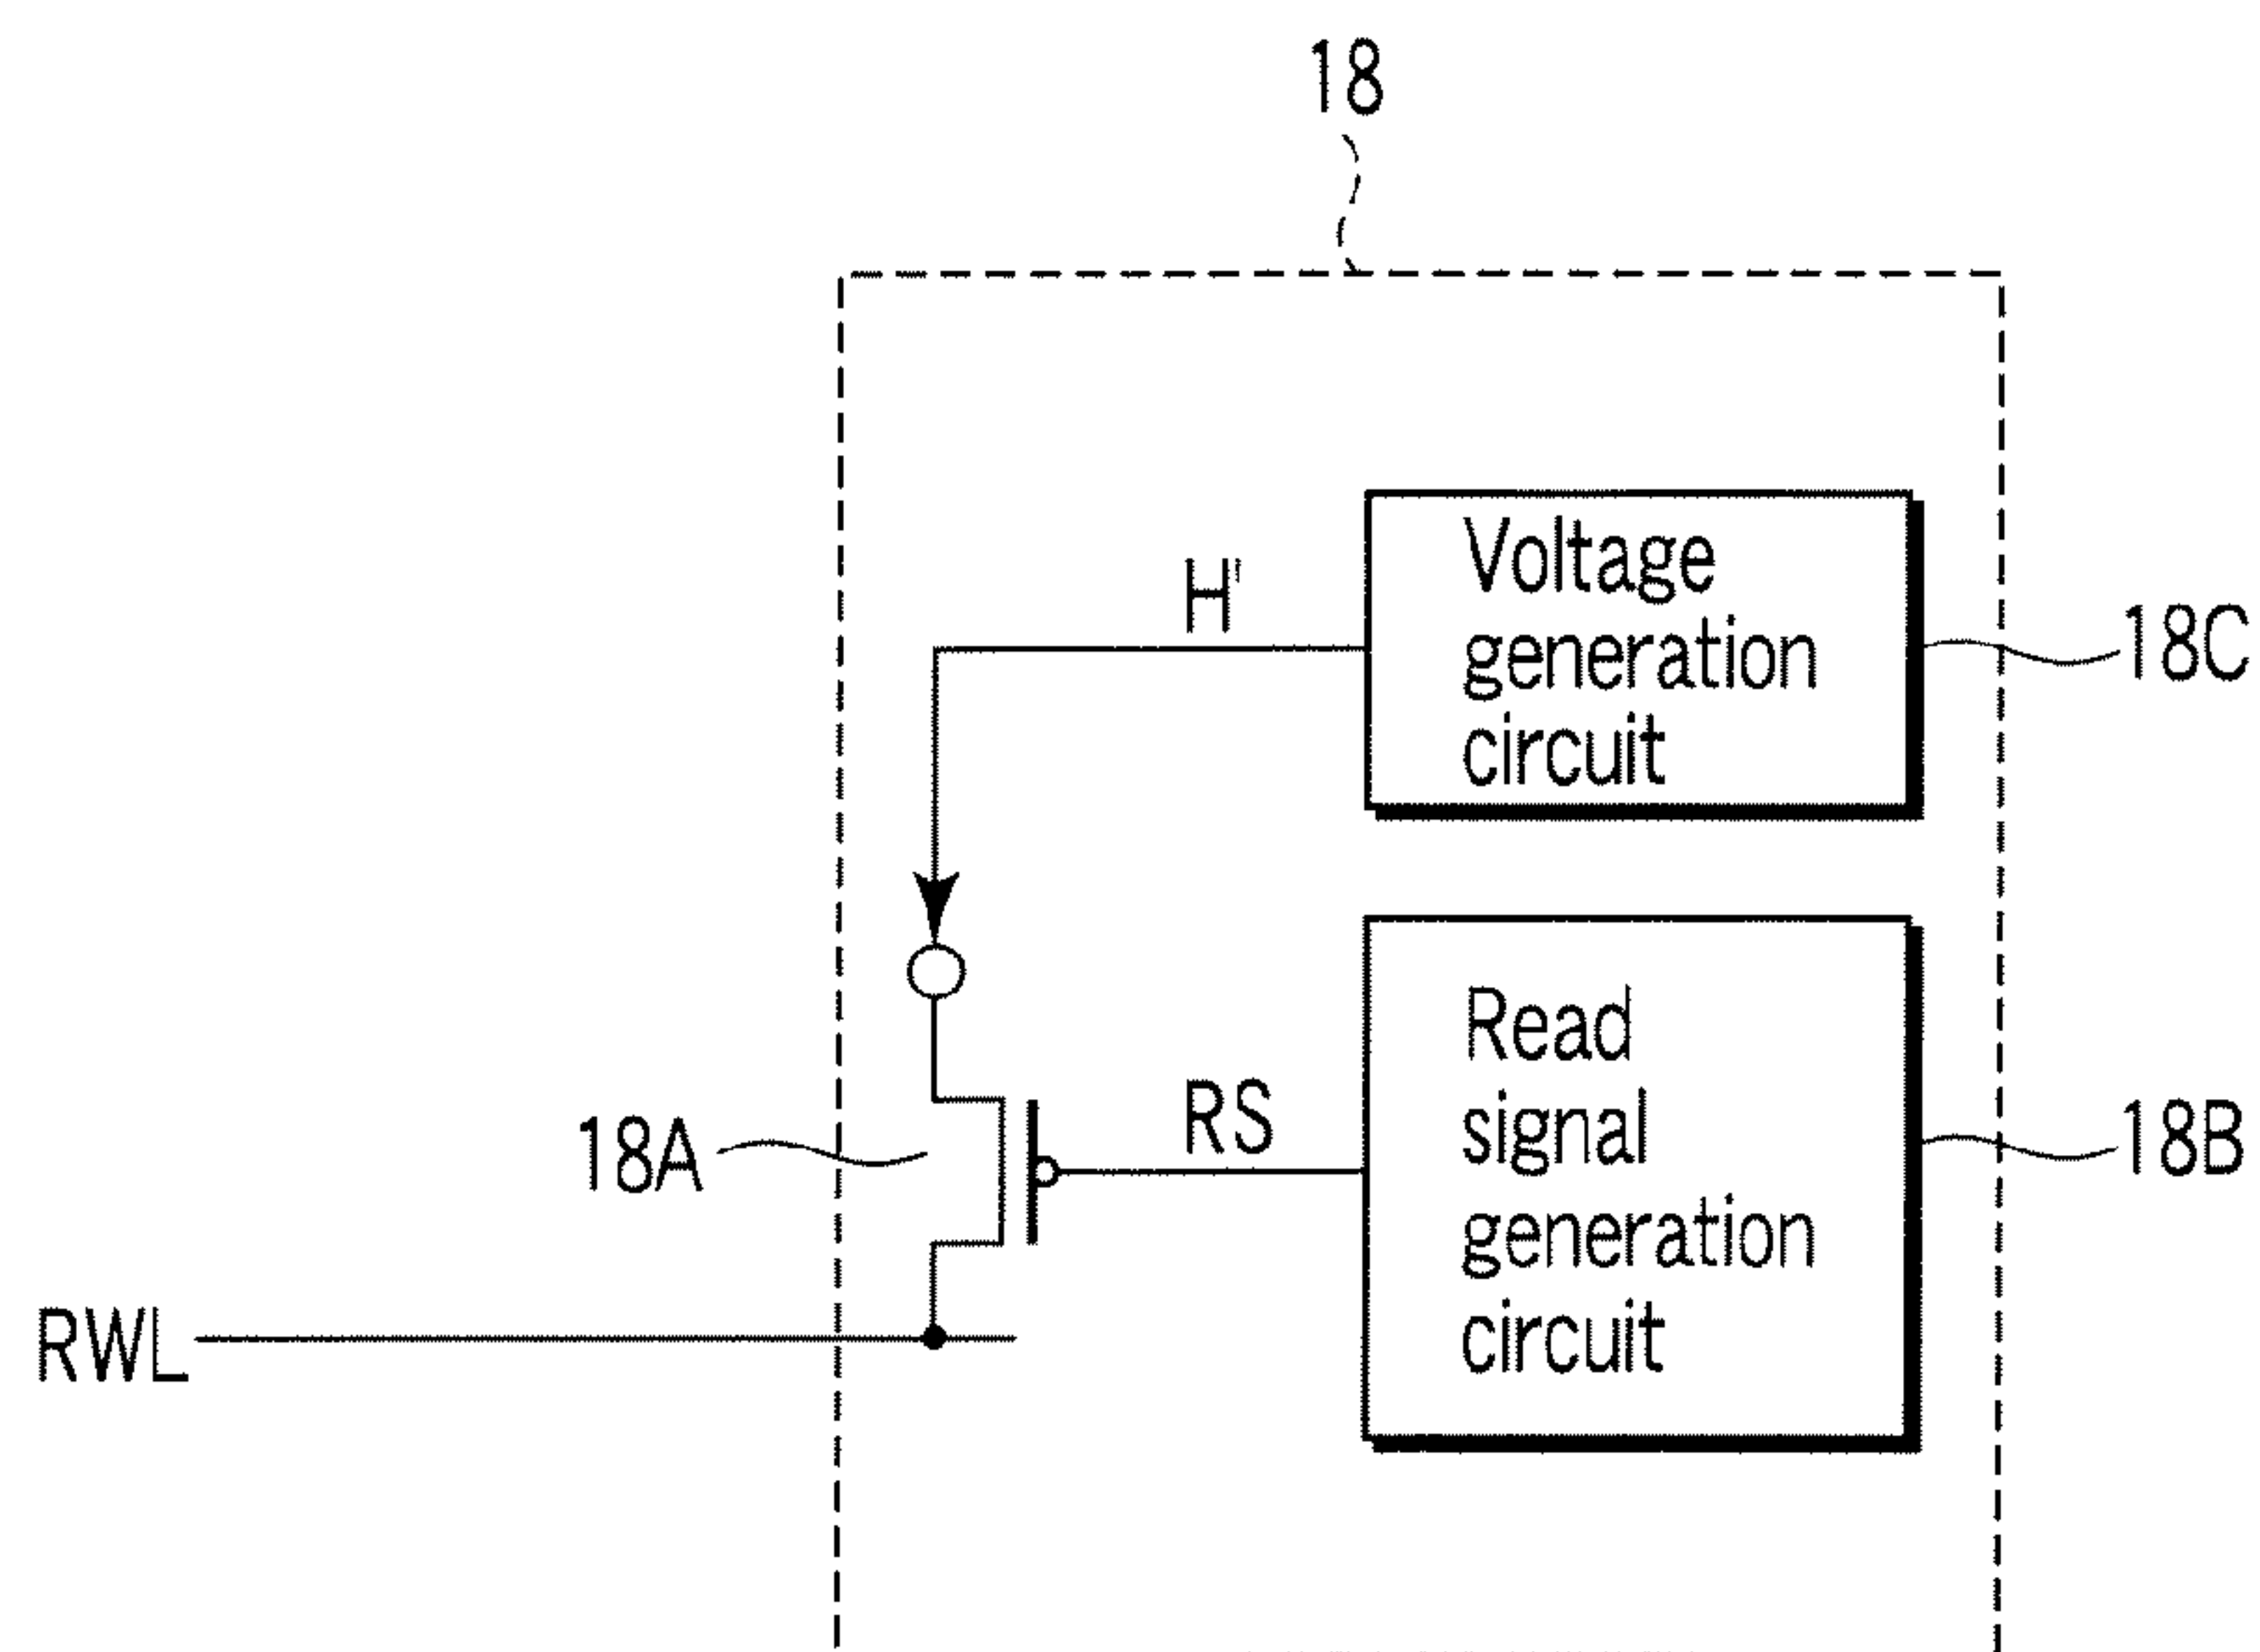 18
H'
Voltage
generation
circuit
18C
Read
signal
generation
circuit
RS
18A
18B
RWL